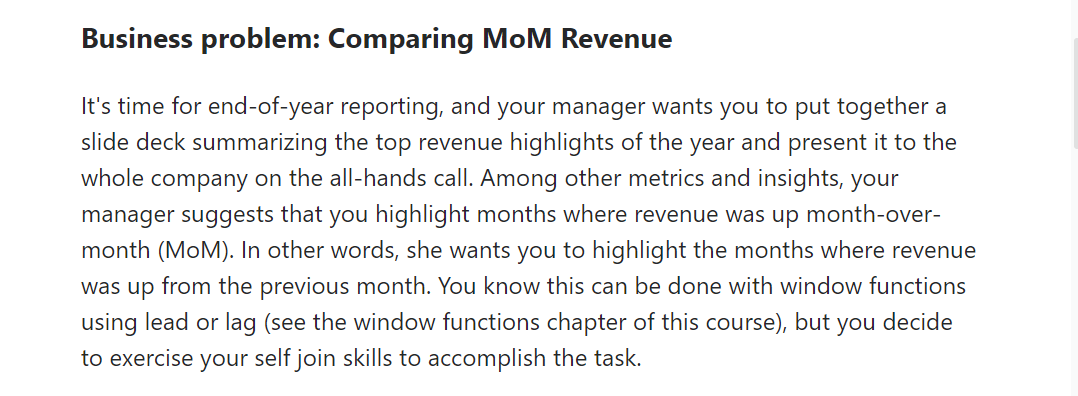 Business problem: Comparing MoM Revenue
It's time for end-of-year reporting, and your manager wants you to put together a
slide deck summarizing the top revenue highlights of the year and present it to the
whole company on the all-hands call. Among other metrics and insights, your
manager suggests that you highlight months where revenue was up month-over-
month (MoM). In other words, she wants you to highlight the months where revenue
was up from the previous month. You know this can be done with window functions
using lead or lag (see the window functions chapter of this course), but you decide
to exercise your self join skills to accomplish the task.